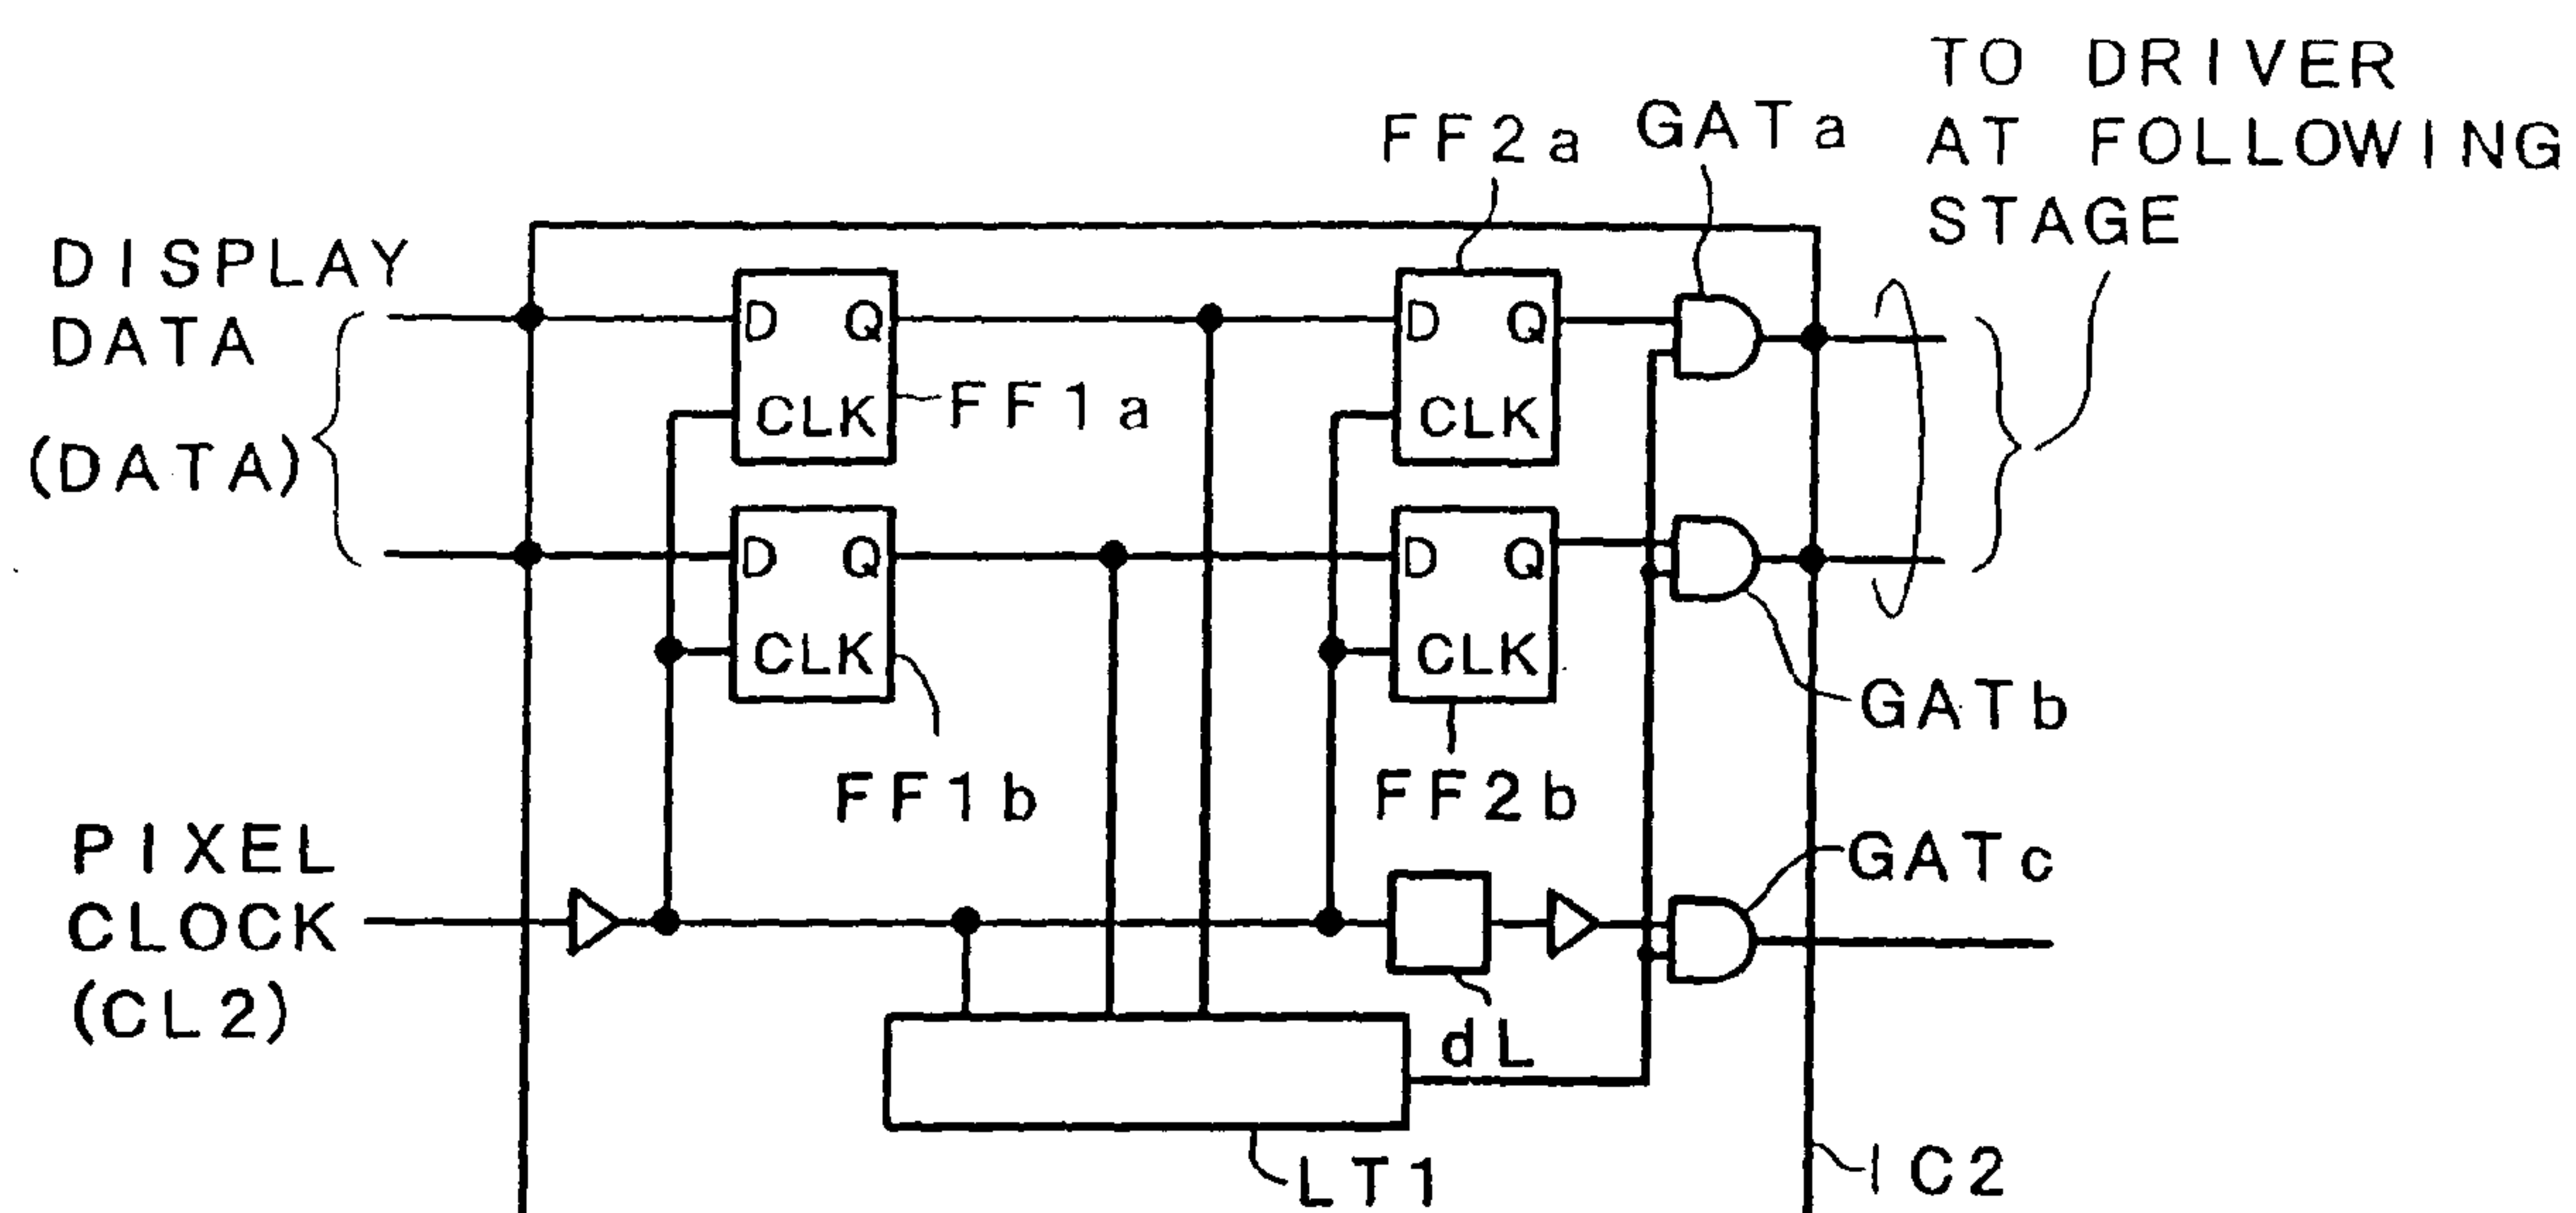 TO DRIVER
AT FOLLOWING
STAGE
FF2a
GATa
DISPLAY
DATA
(DATA)
D Q
CLK
FF1a
D Q
CLK
D Q
CLK
FF1b
D Q
CLK
FF2b
GATb
PIXEL
CLOCK
(CL2)
GATc
dL
LT1
IC2